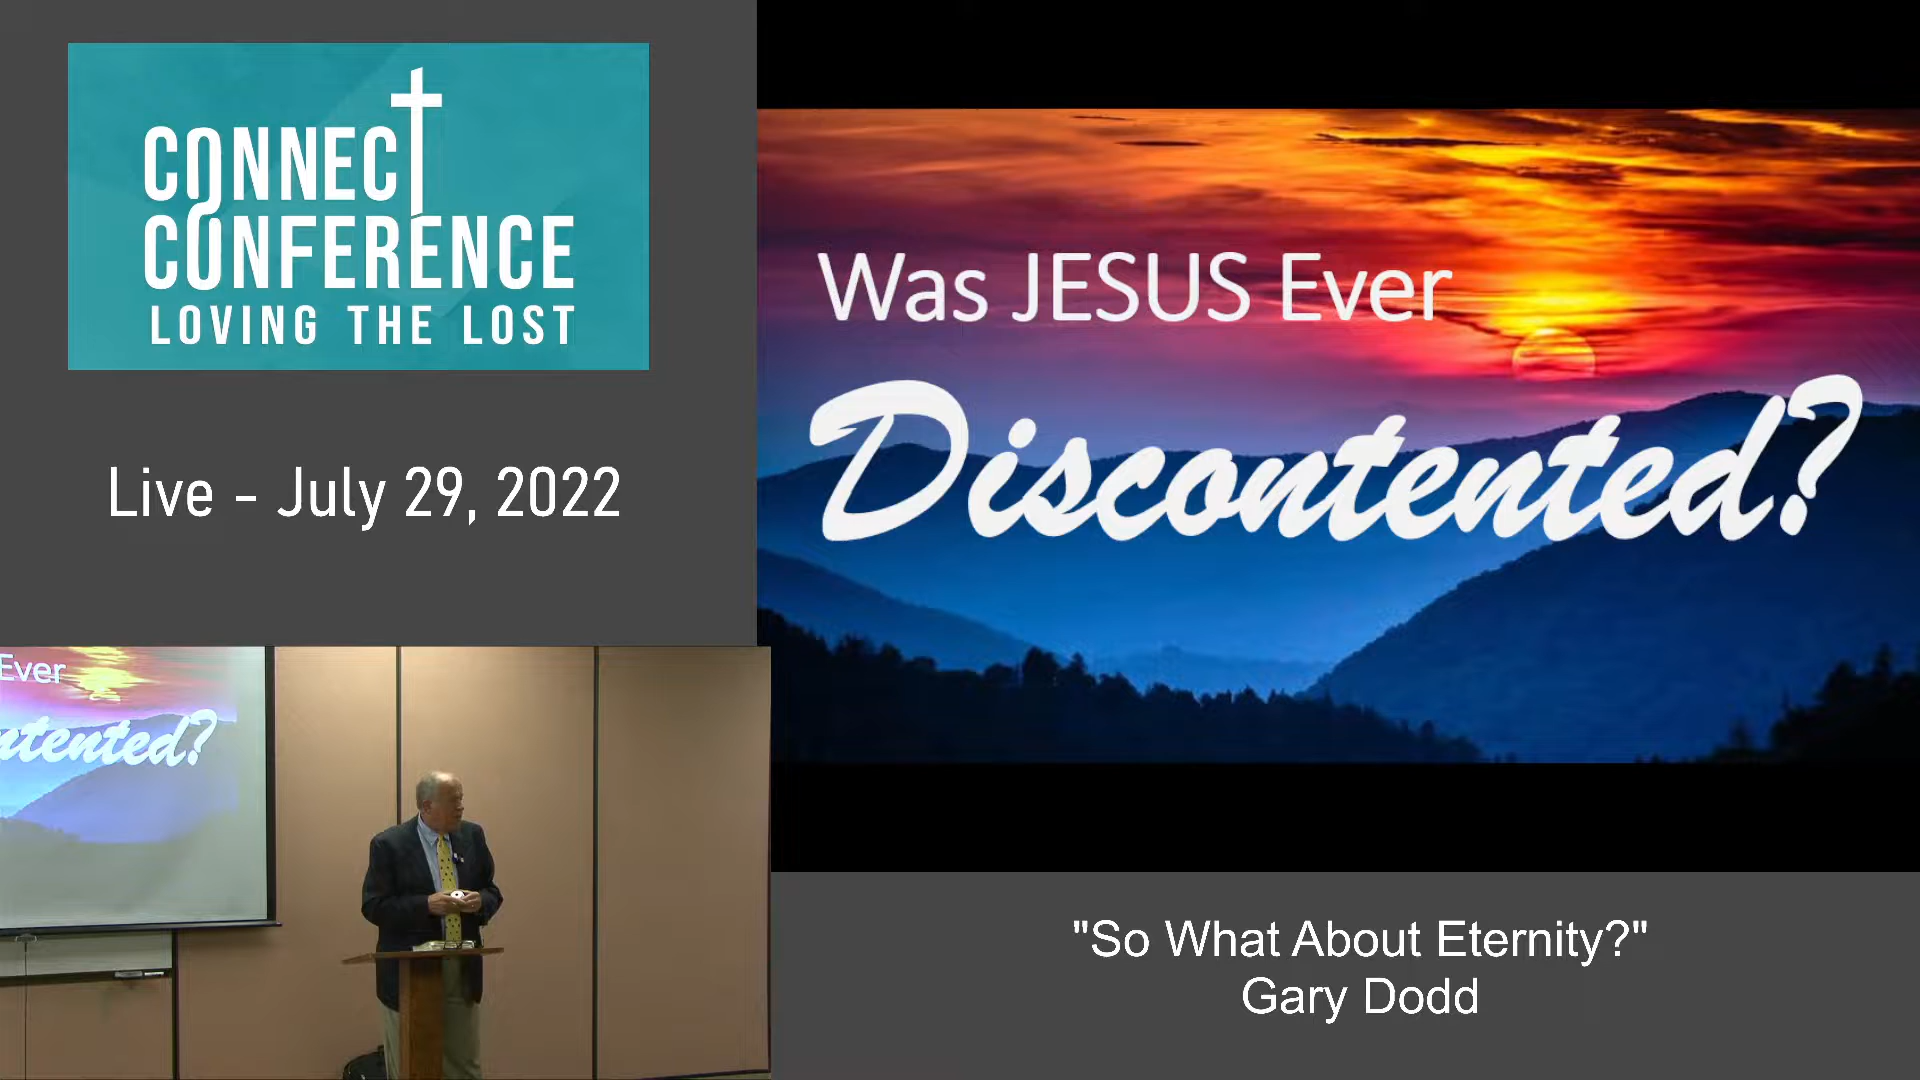 CONNECT
CONFERENCE
LOVING THE LOST
Live - July 29, 2022
Was JESUS Ever
Discontented?
Ever
ntented?
"So What About Eternity?"
Gary Dodd